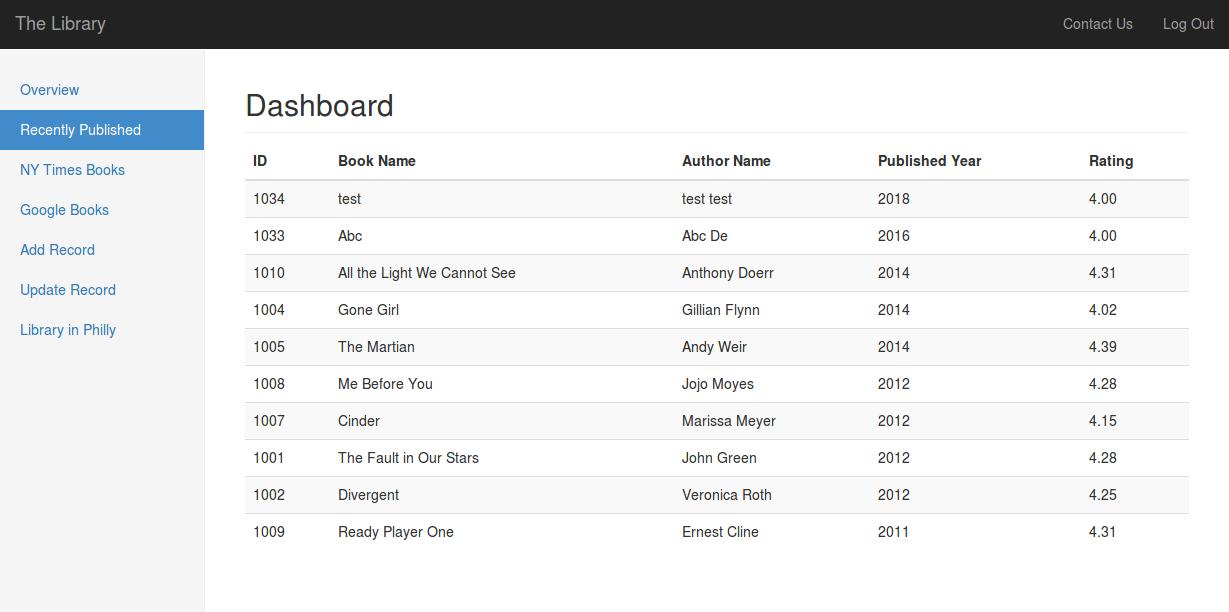 The Library Contact Us Log Out
Overview
Recently Published
NY Times Books
Google Books
Add Record
Update Record
Library in Philly
Dashboard
ID Book Name Author Name Published Year Rating
1034 test test test 2018 4.00
1033 Abc Abc De 2016 4.00
1010 All the Light We Cannot See Anthony Doerr 2014 4.31
1004 Gone Girl Gillian Flynn 2014 4.02
1005 The Martian Andy Weir 2014 4.39
1008 Me Before You Jojo Moyes 2012 4.28
1007 Cinder Marissa Meyer 2012 4.15
1001 The Fault in Our Stars John Green 2012 4.28
1002 Divergent Veronica Roth 2012 4.25
1009 Ready Player One Ernest Cline 2011 4.31